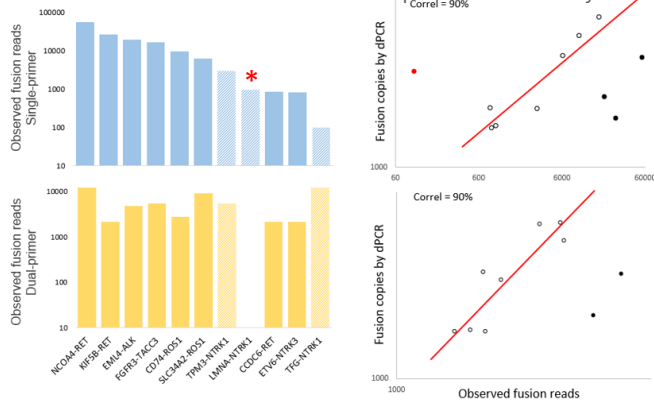 Correl = 90%
100000
10000
1000
100
10
Observed fusion reads
Single-primer
*
Fusion copies by dPCR
1000
60
600
6000
60000
10000
1000
100
10
Observed fusion reads
Dual-primer
NCOA4-RET
KIF5B-RET
EML4-ALK
FGFR3-TACC3
CD74-ROS1
SLC34A2-ROS1
TPM3-NTRK1
LMNA-NTRK1
CCDC6-RET
ETV6-NTRK3
TFG-NTRK1
Correl = 90%
Fusion copies by dPCR
1000
1000
Observed fusion reads